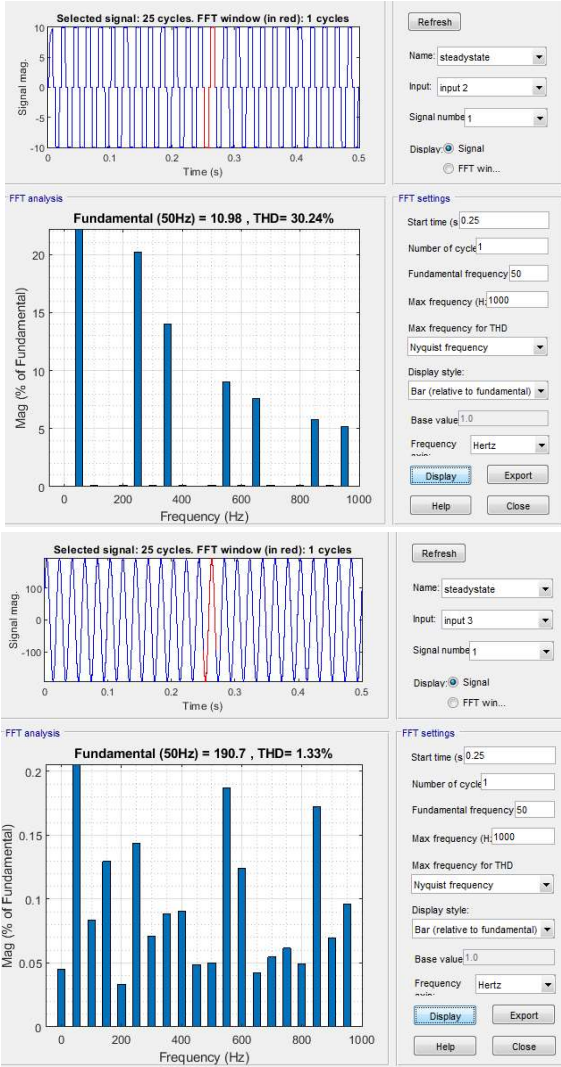 Selected signal: 25 cycles. FFT window (in red): 1 cycles
10
5
0
-5
-10
Signal mag.
0 0.1 0.2 0.3 0.4 0.5
Time (s)
Refresh
Name: steadystate
Input: input 2
Signal numbe 1
Display: Signal
FFT win...
FFT analysis
Fundamental (50Hz) = 10.98 , THD= 30.24%
20
15
10
5
0
Mag (% of Fundamental)
0 200 400 600 800 1000
Frequency (Hz)
FFT settings
Start time (s 0.25
Number of cycle 1
Fundamental frequency 50
Max frequency (H: 1000
Max frequency for THD
Nyquist frequency
Display style:
Bar (relative to fundamental)
Base value 1.0
Frequency Hertz
Display Export
Help Close
Selected signal: 25 cycles. FFT window (in red): 1 cycles
100
0
-100
Signal mag.
0 0.1 0.2 0.3 0.4 0.5
Time (s)
Refresh
Name: steadystate
Input: input 3
Signal numbe 1
Display: Signal
FFT win...
FFT analysis
Fundamental (50Hz) = 190.7 , THD= 1.33%
0.2
0.15
0.1
0.05
0
Mag (% of Fundamental)
0 200 400 600 800 1000
Frequency (Hz)
FFT settings
Start time (s 0.25
Number of cycle 1
Fundamental frequency 50
Max frequency (H: 1000
Max frequency for THD
Nyquist frequency
Display style:
Bar (relative to fundamental)
Base value 1.0
Frequency Hertz
Display Export
Help Close